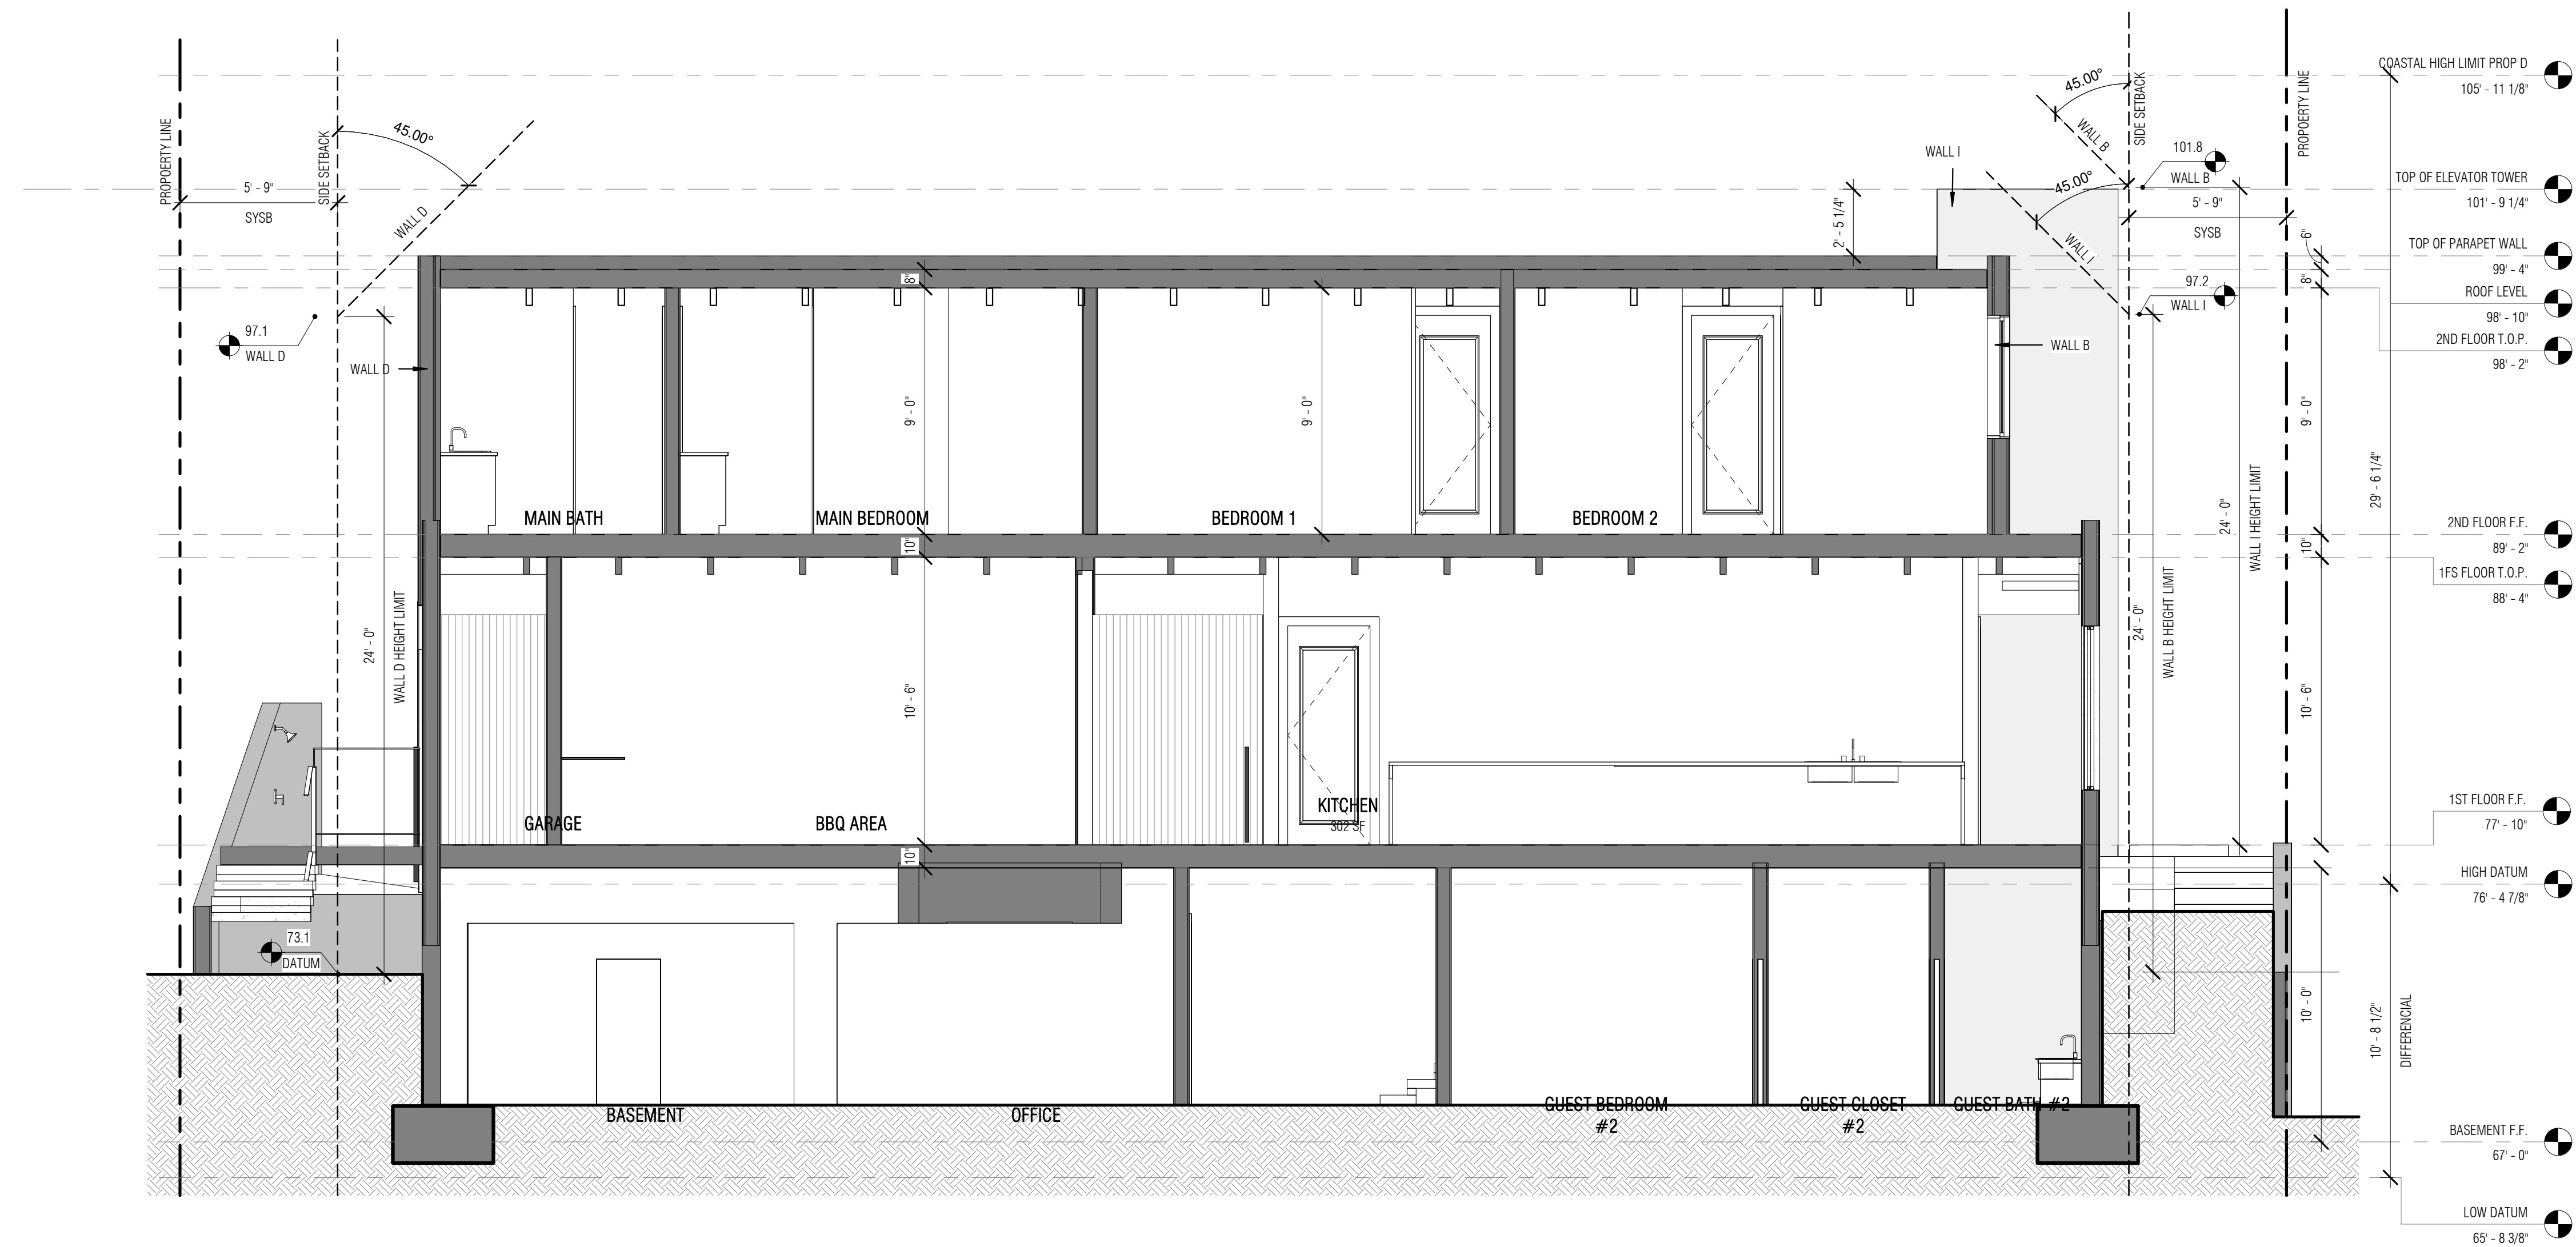 COASTAL HIGH LIMIT PROP D
105' - 11 1/8"
PROPOERTY LINE
SIDE SETBACK
45.00°
5' - 9"
SYSB
WALL D
97.1
WALL D
WALL D
24' - 0"
WALL D HEIGHT LIMIT
73.1
DATUM
WALL I
45.00°
WALL B
SIDE SETBACK
PROPOERTY LINE
101.8
WALL B
45.00°
WALL I
5' - 9"
SYSB
97.2
WALL I
WALL B
2' - 5 1/4"
6"
8"
TOP OF ELEVATOR TOWER
101' - 9 1/4"
TOP OF PARAPET WALL
99' - 4"
ROOF LEVEL
98' - 10"
2ND FLOOR T.O.P.
98' - 2"
8"
9' - 0"
9' - 0"
9' - 0"
29' - 6 1/4"
24' - 0"
WALL I HEIGHT LIMIT
24' - 0"
WALL B HEIGHT LIMIT
MAIN BATH
MAIN BEDROOM
BEDROOM 1
BEDROOM 2
2ND FLOOR F.F.
89' - 2"
10"
10"
1FS FLOOR T.O.P.
88' - 4"
10' - 6"
10' - 6"
GARAGE
BBQ AREA
KITCHEN
302 SF
1ST FLOOR F.F.
77' - 10"
10"
HIGH DATUM
76' - 4 7/8"
10' - 0"
10' - 8 1/2"
DIFFERENCIAL
BASEMENT
OFFICE
GUEST BEDROOM
#2
GUEST CLOSET
#2
GUEST BATH #2
BASEMENT F.F.
67' - 0"
LOW DATUM
65' - 8 3/8"